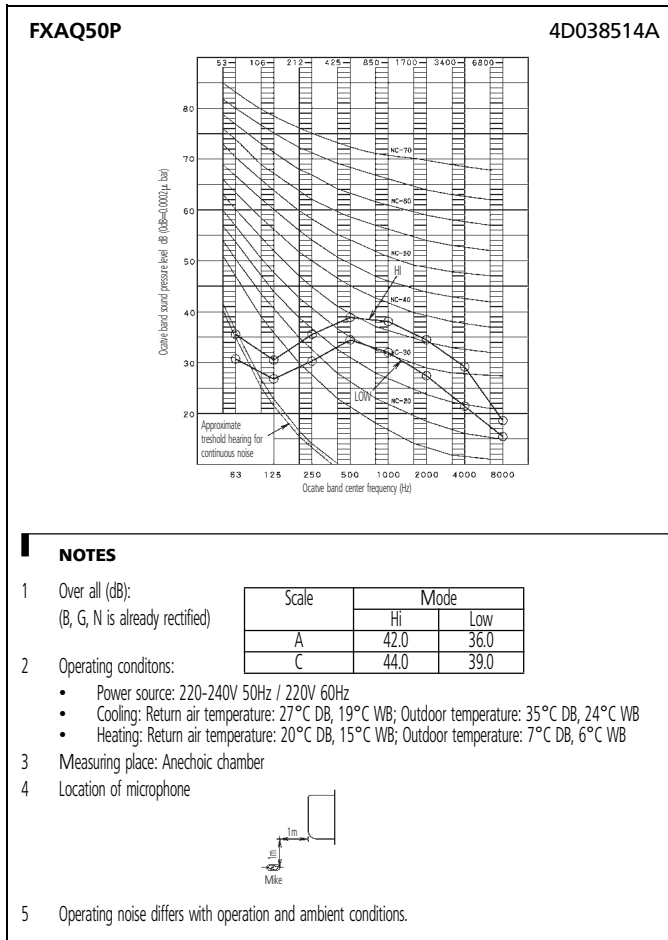 FXAQ50P 4D038514A
53 106 212 425 850 1700 3400 6800
80
70
60
50
40
30
20
Ocatve band sound pressure level dB (0dB=0.0002μ bar)
NC-70
NC-60
NC-50
NC-40
NC-30
NC-20
HI
LOW
Approximate
treshold hearing for
continuous noise
63 125 250 500 1000 2000 4000 8000
Ocatve band center frequency (Hz)
NOTES
1 Over all (dB):
(B, G, N is already rectified)
Scale Mode
Hi Low
A 42.0 36.0
C 44.0 39.0
2 Operating conditons:
• Power source: 220-240V 50Hz / 220V 60Hz
• Cooling: Return air temperature: 27°C DB, 19°C WB; Outdoor temperature: 35°C DB, 24°C WB
• Heating: Return air temperature: 20°C DB, 15°C WB; Outdoor temperature: 7°C DB, 6°C WB
3 Measuring place: Anechoic chamber
4 Location of microphone
1m
1m
Mike
5 Operating noise differs with operation and ambient conditions.